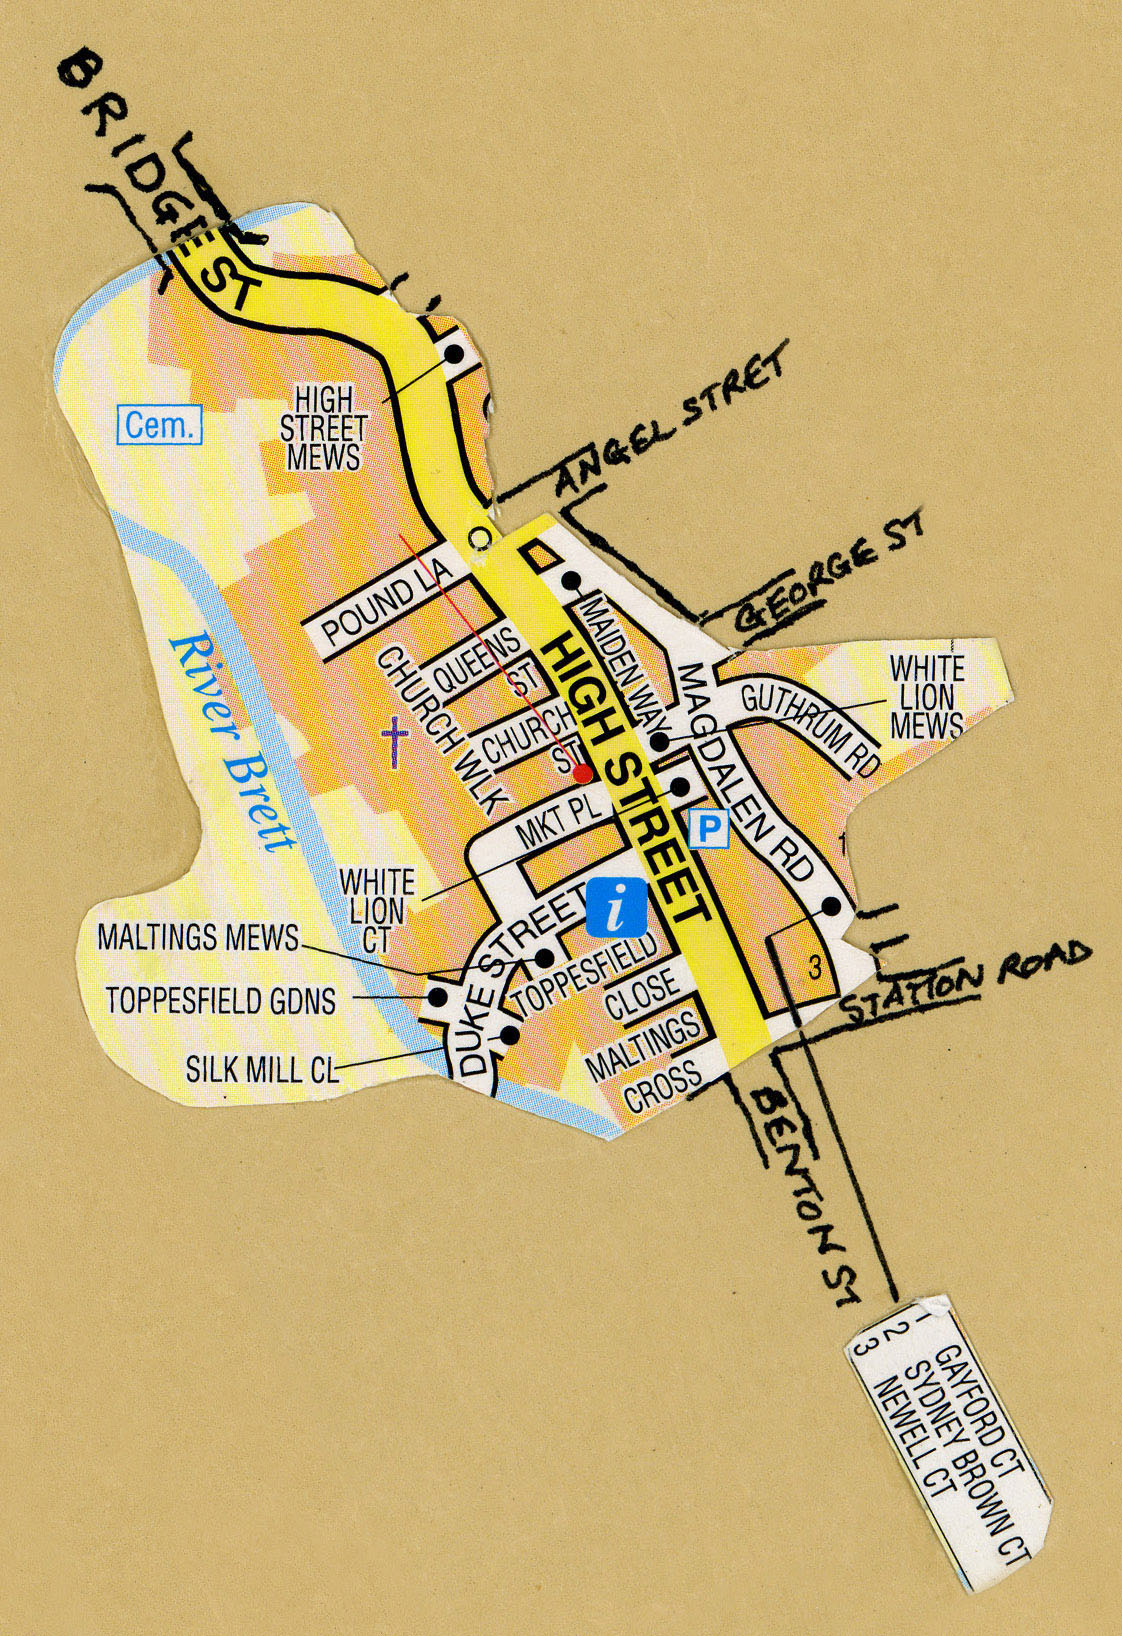 BRIDGE ST
Cem.
HIGH
STREET
MEWS
ANGEL STRET
GEORGE ST
POUND LA
MAIDEN WAY
QUEENS
ST
CHURCH WLK
CHURCH
ST
HIGH STREET
MAGDALEN RD
GUTHRUM RD
WHITE
LION
MEWS
River Brett
MKT PL
P
WHITE
LION
CT
i
DUKE STREET
MALTINGS MEWS
TOPPESFIELD GDNS
SILK MILL CL
TOPPESFIELD
CLOSE
MALTINGS
CROSS
1
3
STATION ROAD
BENTON ST
1 GAYFORD CT
2 SYDNEY BROWN CT
3 NEWELL CT